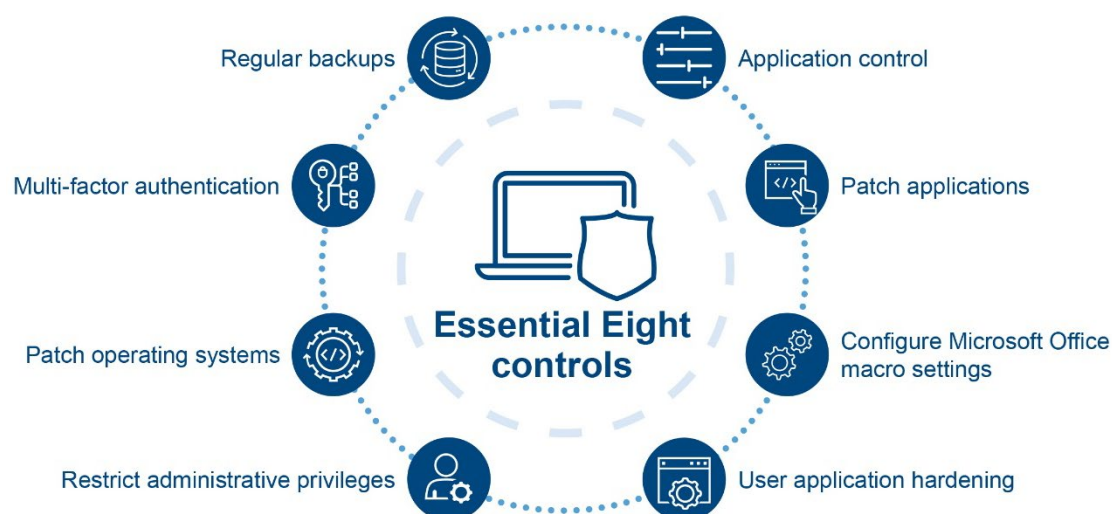 Regular backups
Application control
Multi-factor authentication
Patch applications
Essential Eight
controls
Patch operating systems
Configure Microsoft Office
macro settings
Restrict administrative privileges
User application hardening